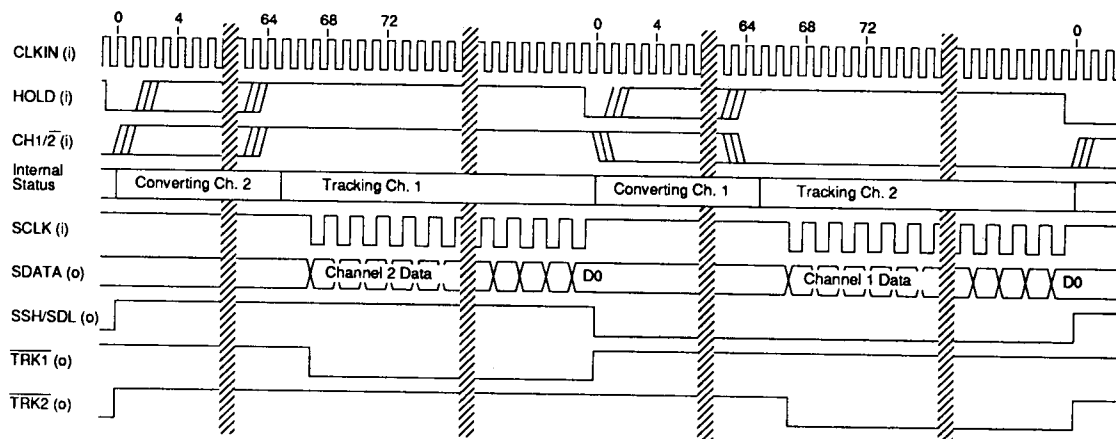 0 4 64 68 72 0 4 64 68 72 0
CLKIN (i)
HOLD (i)
CH1/2 (i)
Internal
Status
Converting Ch. 2 Tracking Ch. 1 Converting Ch. 1 Tracking Ch. 2
SCLK (i)
SDATA (o) Channel 2 Data D0 Channel 1 Data D0
SSH/SDL (o)
TRK1 (o)
TRK2 (o)